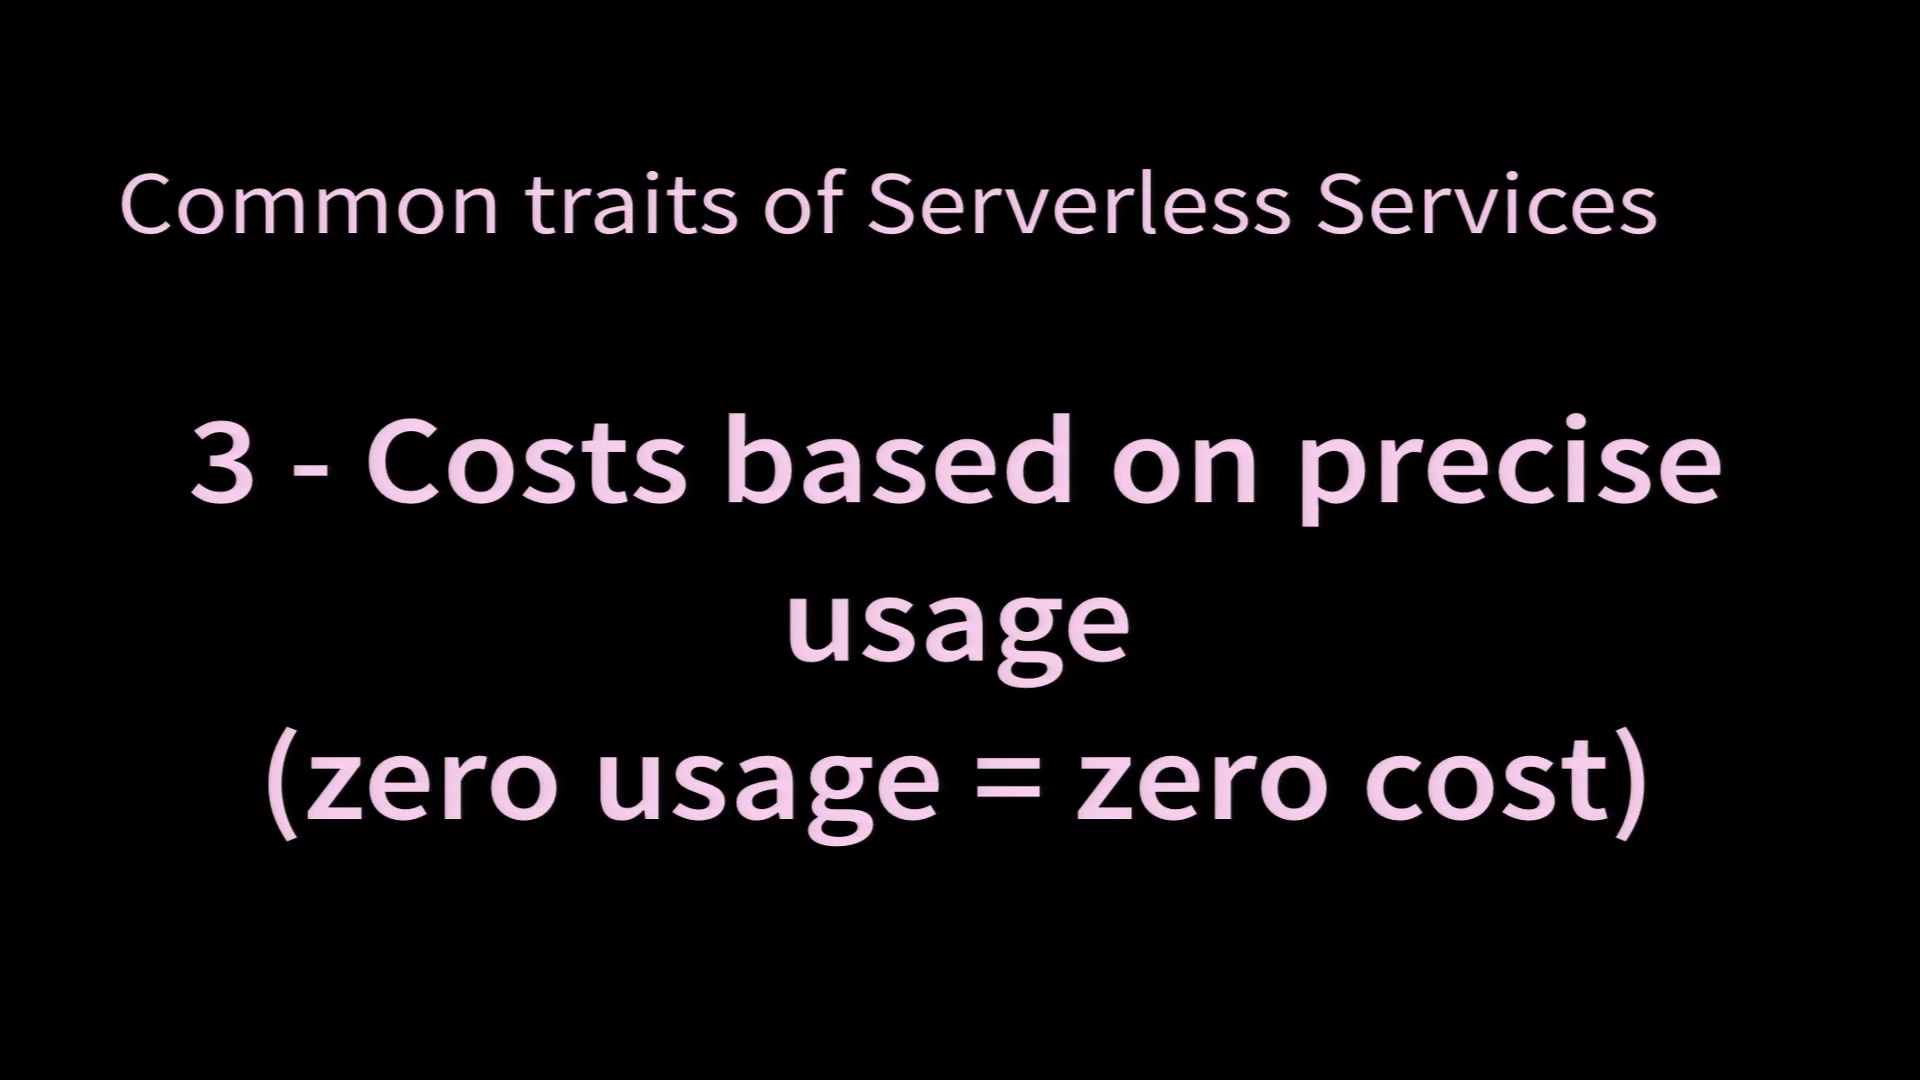 Common traits of Serverless Services
3 - Costs based on precise
usage
(zero usage = zero cost)